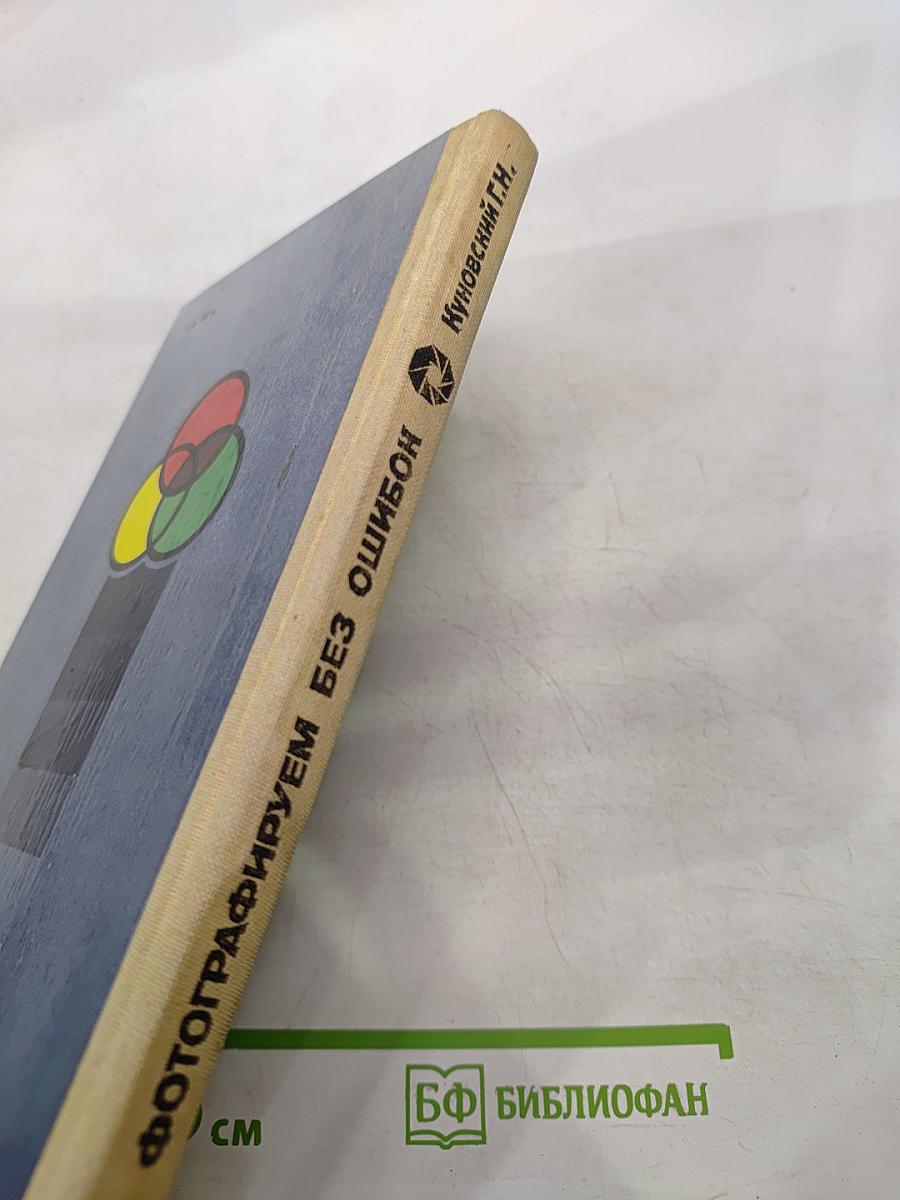 ФОТОГРАФИРУЕМ БЕЗ ОШИБОК Куновский Г.Н.
см
БФ БИБЛИОФАН